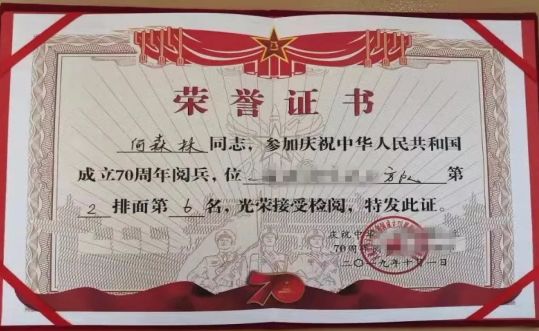 荣誉证书
何森林同志，参加庆祝中华人民共和国
成立70周年阅兵，位 方队 第
2 排面第 6 名，光荣接受检阅，特发此证。
庆祝中
70周年
二〇一九年十月一日
70